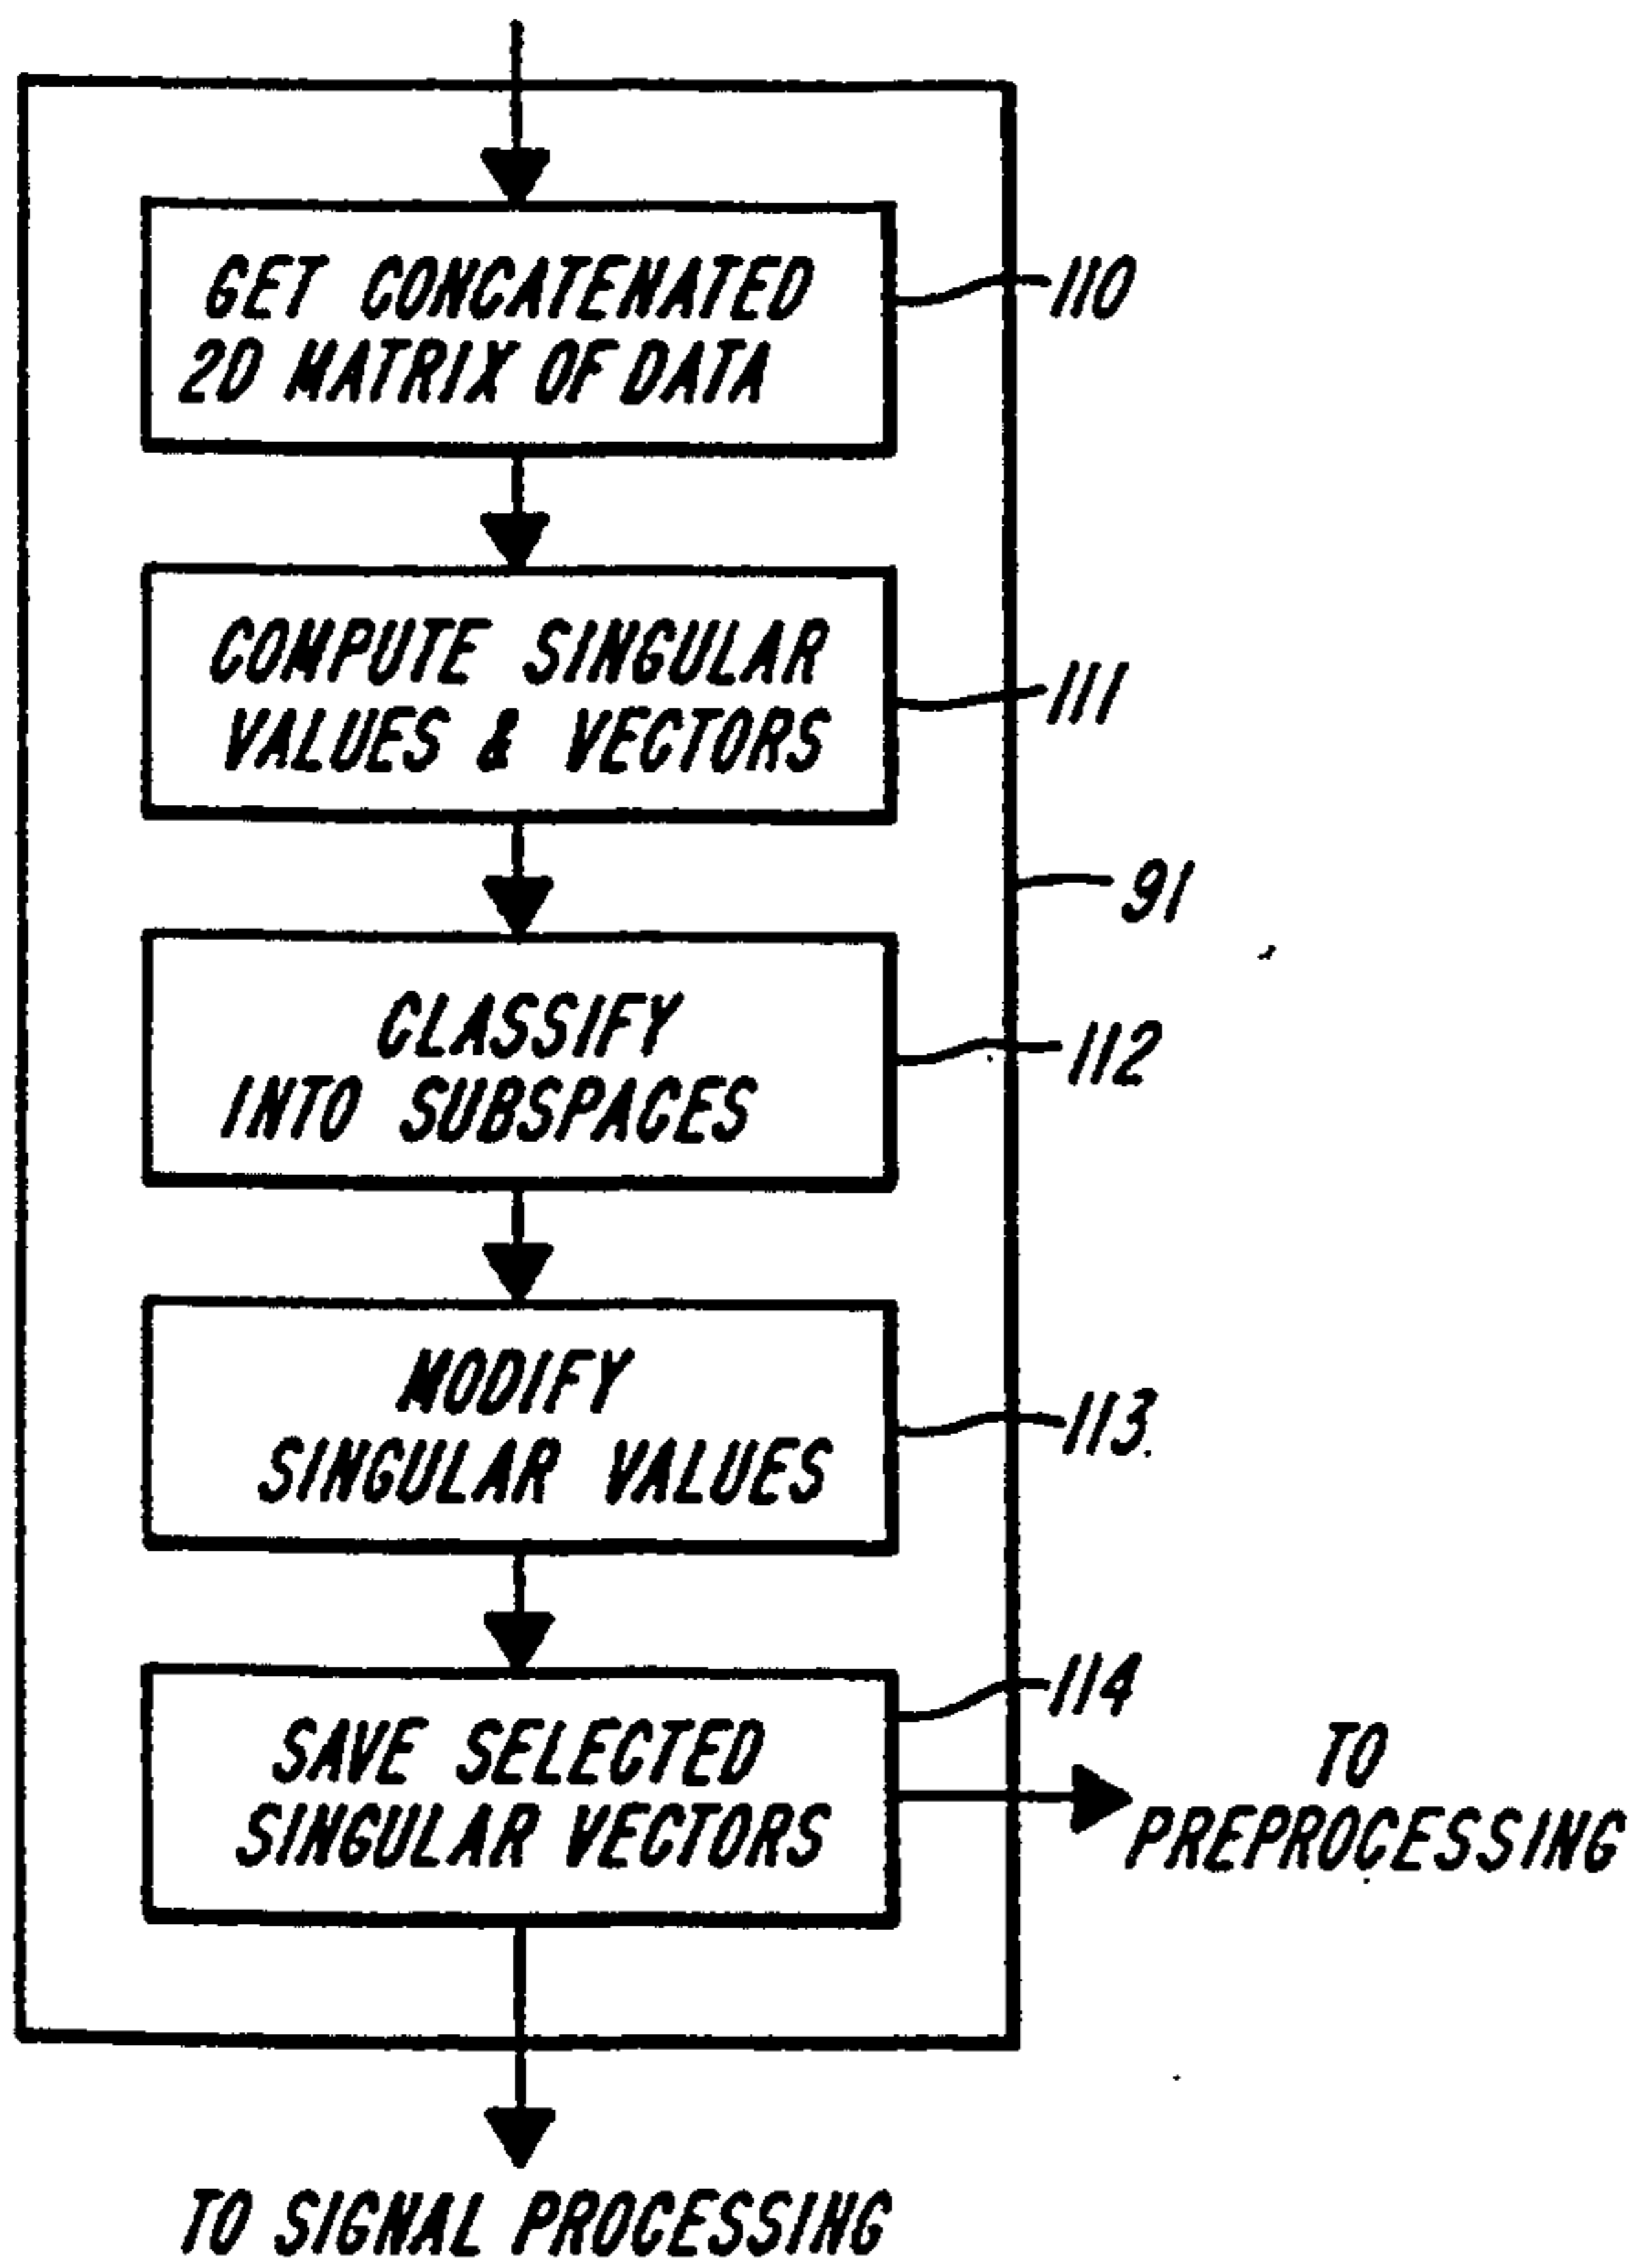 GET CONCATENATED
2D MATRIX OF DATA
110
COMPUTE SINGULAR
VALUES & VECTORS
111
91
CLASSIFY
INTO SUBSPACES
112
MODIFY
SINGULAR VALUES
113
SAVE SELECTED
SINGULAR VECTORS
114
TO
PREPROCESSING
TO SIGNAL PROCESSING